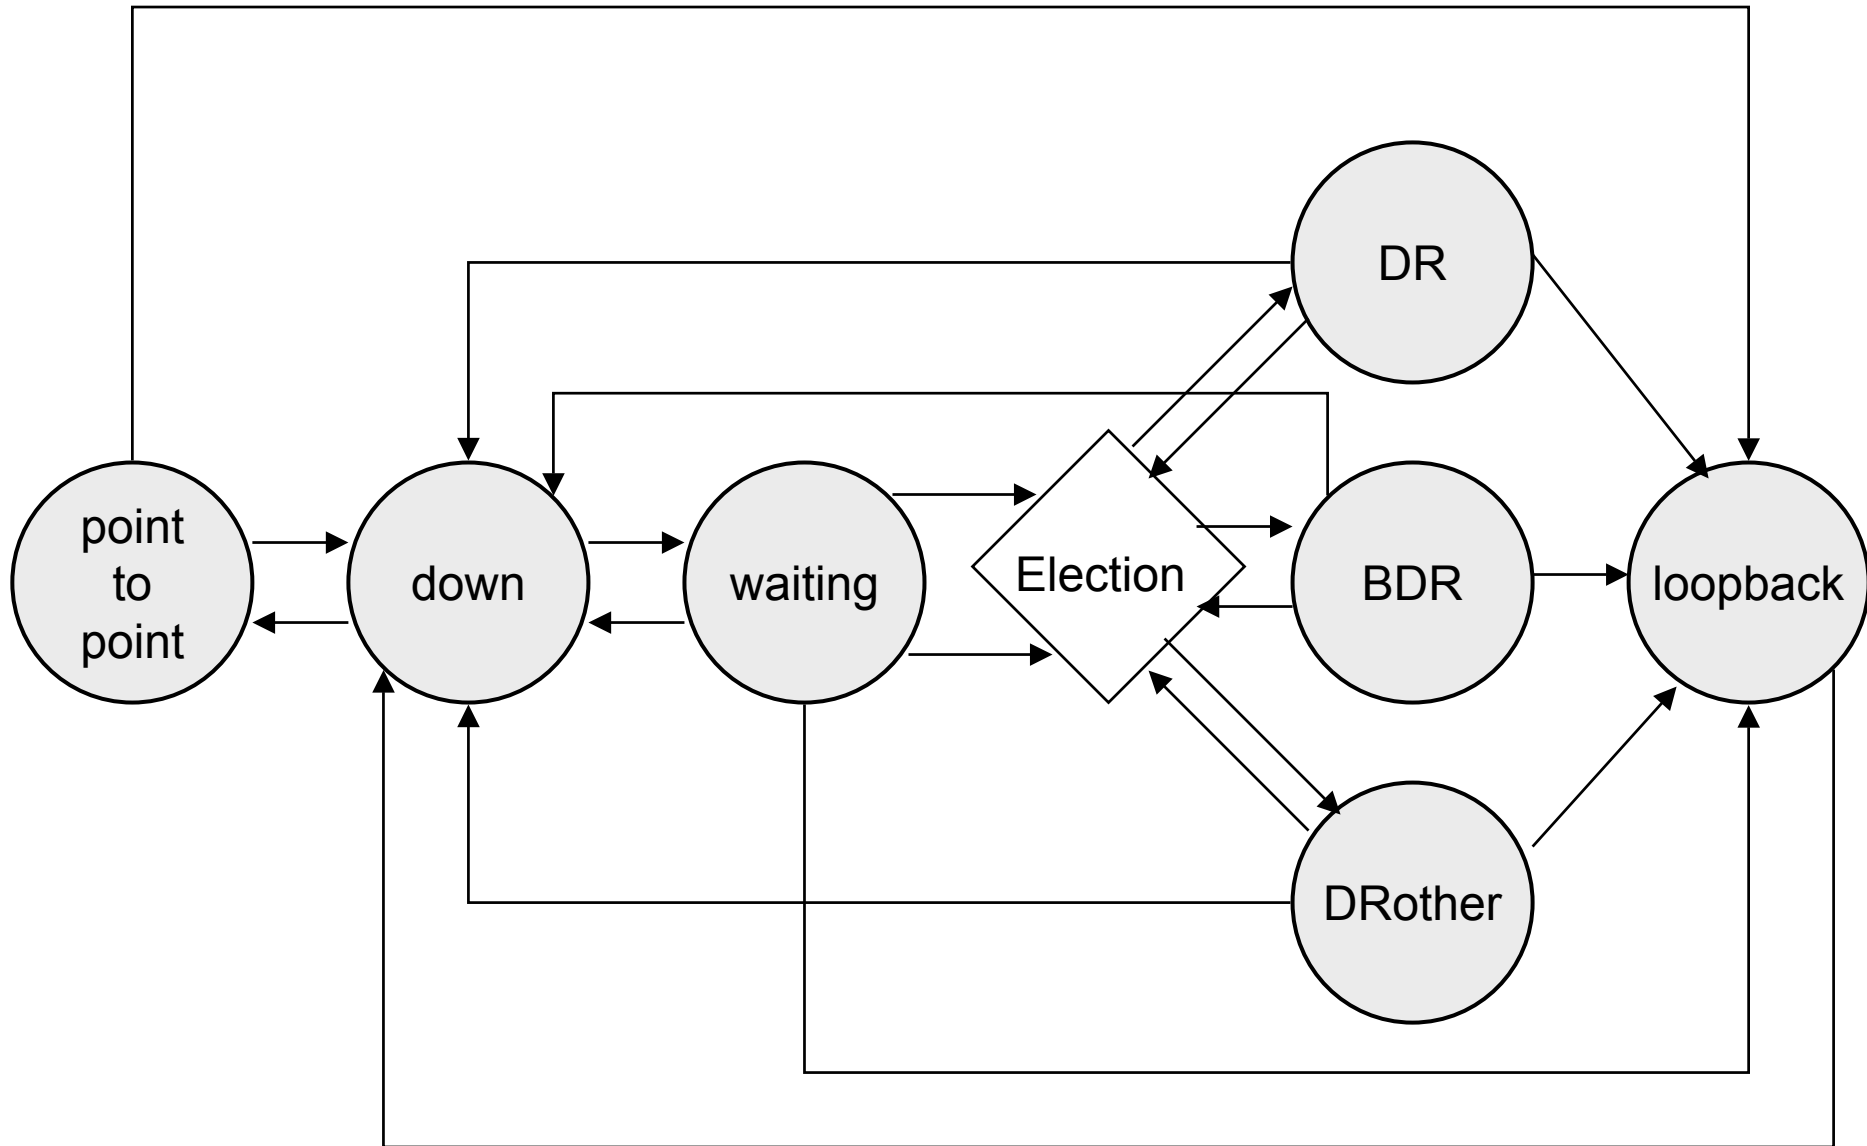 DR
point
to
point
down
waiting
Election
BDR
loopback
DRother